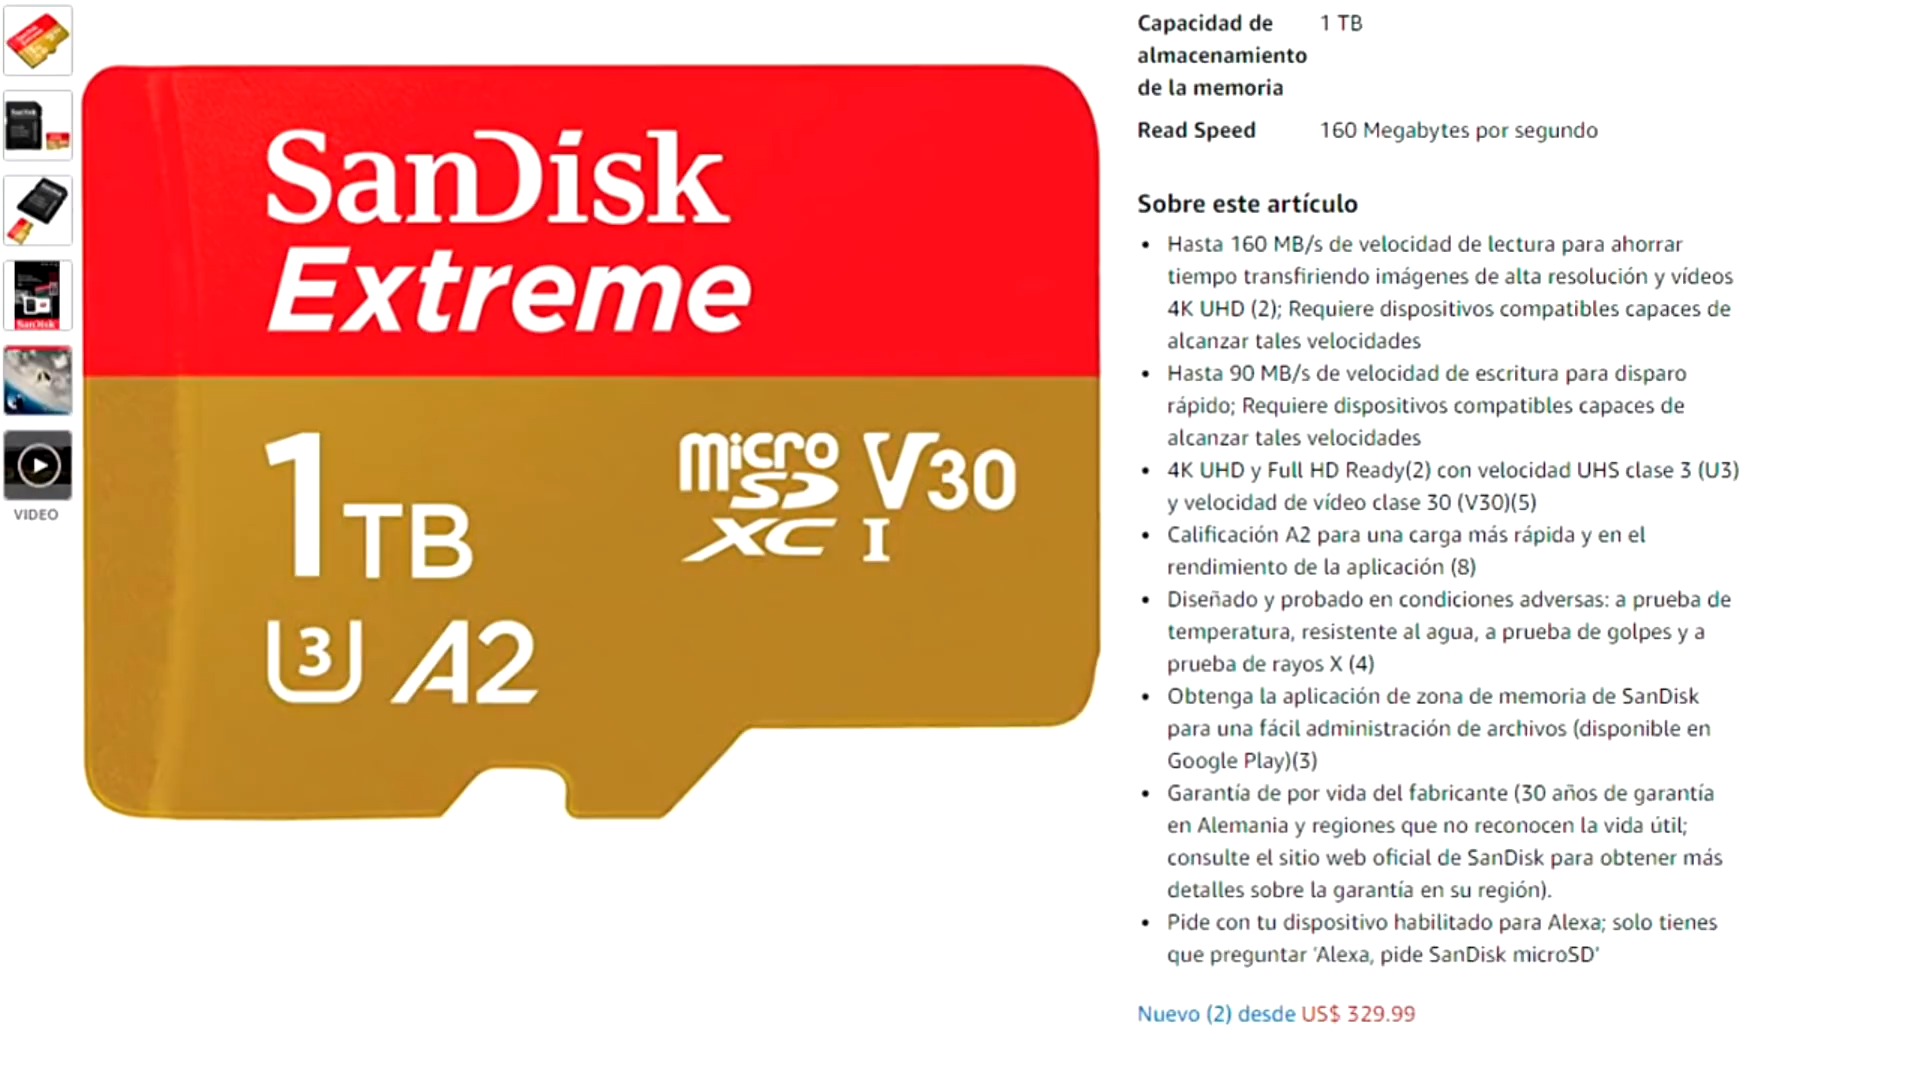 SanDisk
Extreme
1TB
micro
SD
XC I
V30
U3 A2
SanDisk
VIDEO
Capacidad de
almacenamiento
de la memoria
1 TB
Read Speed
160 Megabytes por segundo
Sobre este artículo
• Hasta 160 MB/s de velocidad de lectura para ahorrar
tiempo transfiriendo imágenes de alta resolución y vídeos
4K UHD (2); Requiere dispositivos compatibles capaces de
alcanzar tales velocidades
• Hasta 90 MB/s de velocidad de escritura para disparo
rápido; Requiere dispositivos compatibles capaces de
alcanzar tales velocidades
• 4K UHD y Full HD Ready(2) con velocidad UHS clase 3 (U3)
y velocidad de vídeo clase 30 (V30)(5)
• Calificación A2 para una carga más rápida y en el
rendimiento de la aplicación (8)
• Diseñado y probado en condiciones adversas: a prueba de
temperatura, resistente al agua, a prueba de golpes y a
prueba de rayos X (4)
• Obtenga la aplicación de zona de memoria de SanDisk
para una fácil administración de archivos (disponible en
Google Play)(3)
• Garantía de por vida del fabricante (30 años de garantía
en Alemania y regiones que no reconocen la vida útil;
consulte el sitio web oficial de SanDisk para obtener más
detalles sobre la garantía en su región).
• Pide con tu dispositivo habilitado para Alexa; solo tienes
que preguntar 'Alexa, pide SanDisk microSD'
Nuevo (2) desde US$ 329.99